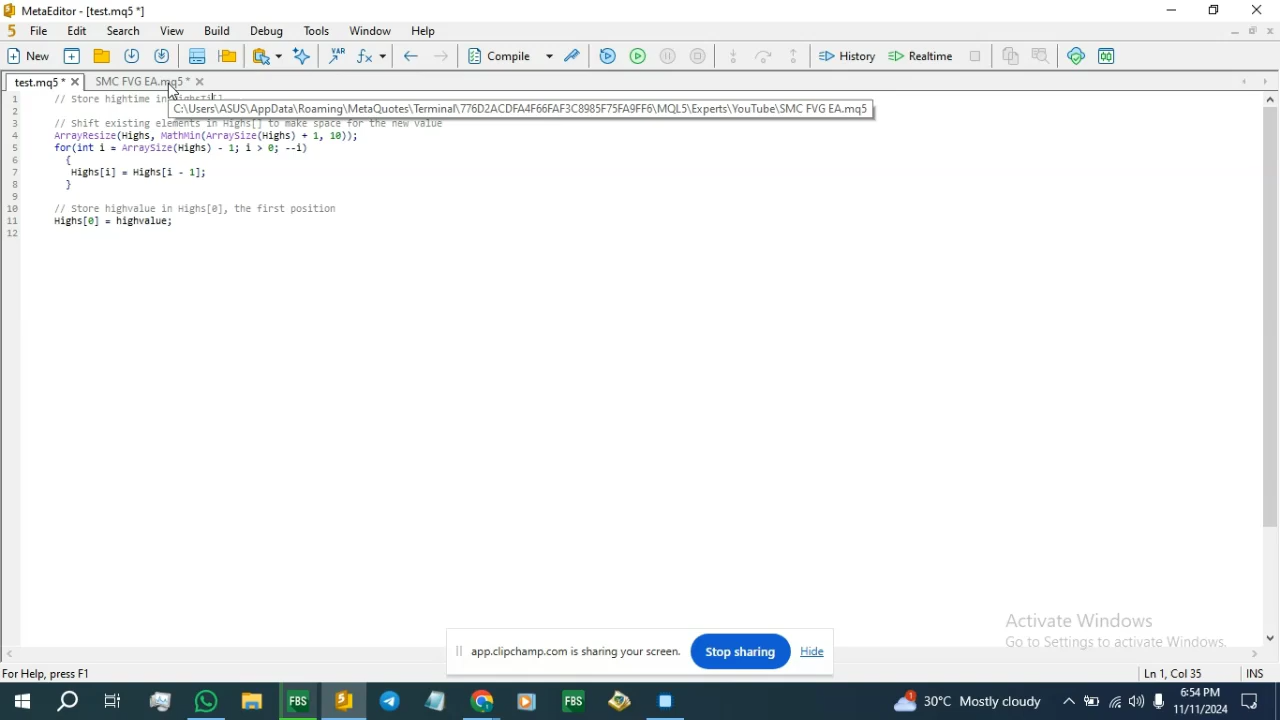 MetaEditor - [test.mq5 *]
File Edit Search View Build Debug Tools Window Help
New Compile History Realtime
test.mq5 * SMC FVG EA.mq5 *
1 // Store hightime in
C:\Users\ASUS\AppData\Roaming\MetaQuotes\Terminal\776D2ACDFA4F66FAF3C8985F75FA9FF6\MQL5\Experts\YouTube\SMC FVG EA.mq5
3 // Shift existing elements in Highs[] to make space for the new value
4 ArrayResize(Highs, MathMin(ArraySize(Highs) + 1, 10));
5 for(int i = ArraySize(Highs) - 1; i > 0; --i)
6 {
7 Highs[i] = Highs[i - 1];
8 }
9
10 // Store highvalue in Highs[0], the first position
11 Highs[0] = highvalue;
12
Activate Windows
Go to Settings to activate Windows.
app.clipchamp.com is sharing your screen. Stop sharing Hide
For Help, press F1 Ln 1, Col 35 INS
FBS FBS 30°C Mostly cloudy 6:54 PM
11/11/2024